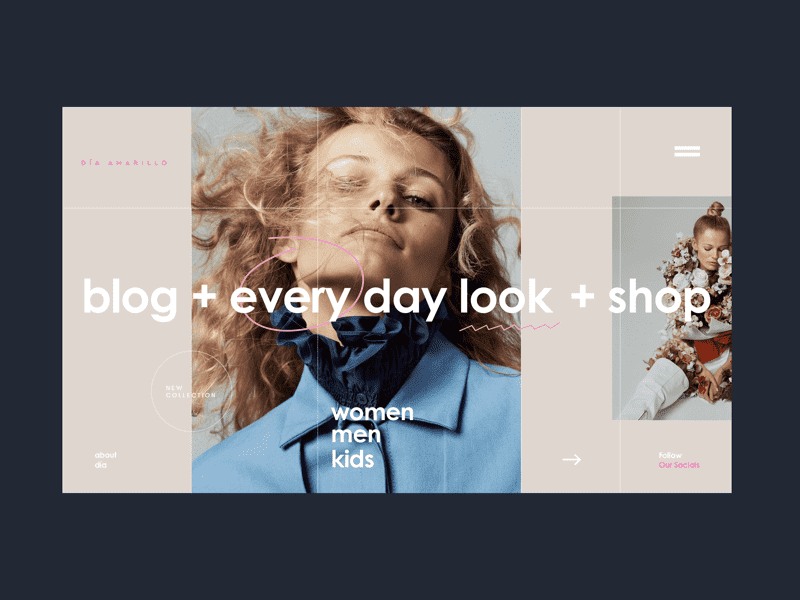 DÍA AMARILLO
blog + every day look + shop
NEW
COLLECTION
women
men
kids
about
dia
Follow
Our Socials